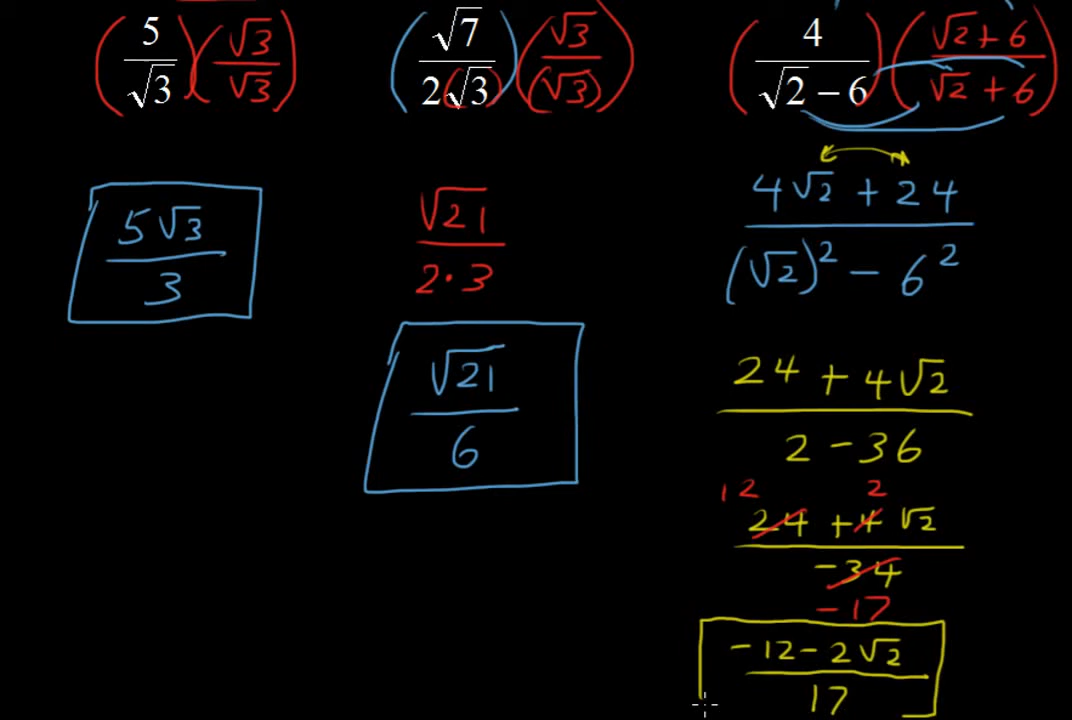 (5/√3)(√3/√3)
5√3/3
(√7/2(√3))(√3/(√3))
√21/2·3
√21/6
(4/√2 − 6)(√2 + 6/√2 + 6)
4√2 + 24/(√2)² − 6²
24 + 4√2/2 − 36
12 2
24 + 4√2/−34
−17
−12 − 2√2/17